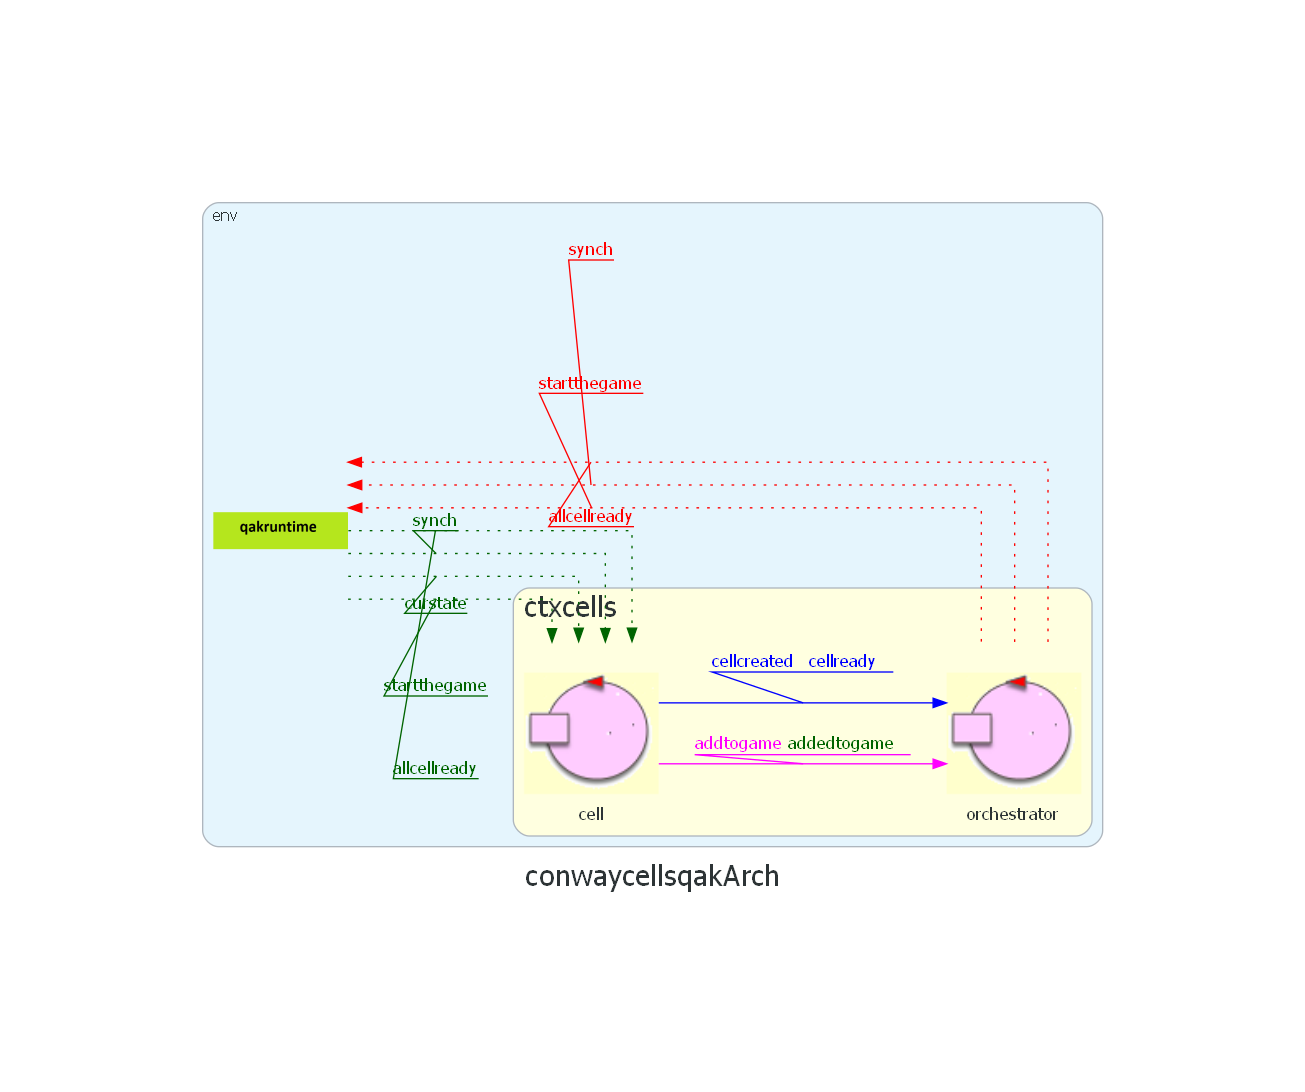 env
synch
startthegame
allcellready
qakruntime
synch
curstate
ctxcells
cellcreated cellready
startthegame
addtogame addedtogame
allcellready
cell
orchestrator
conwaycellsqakArch